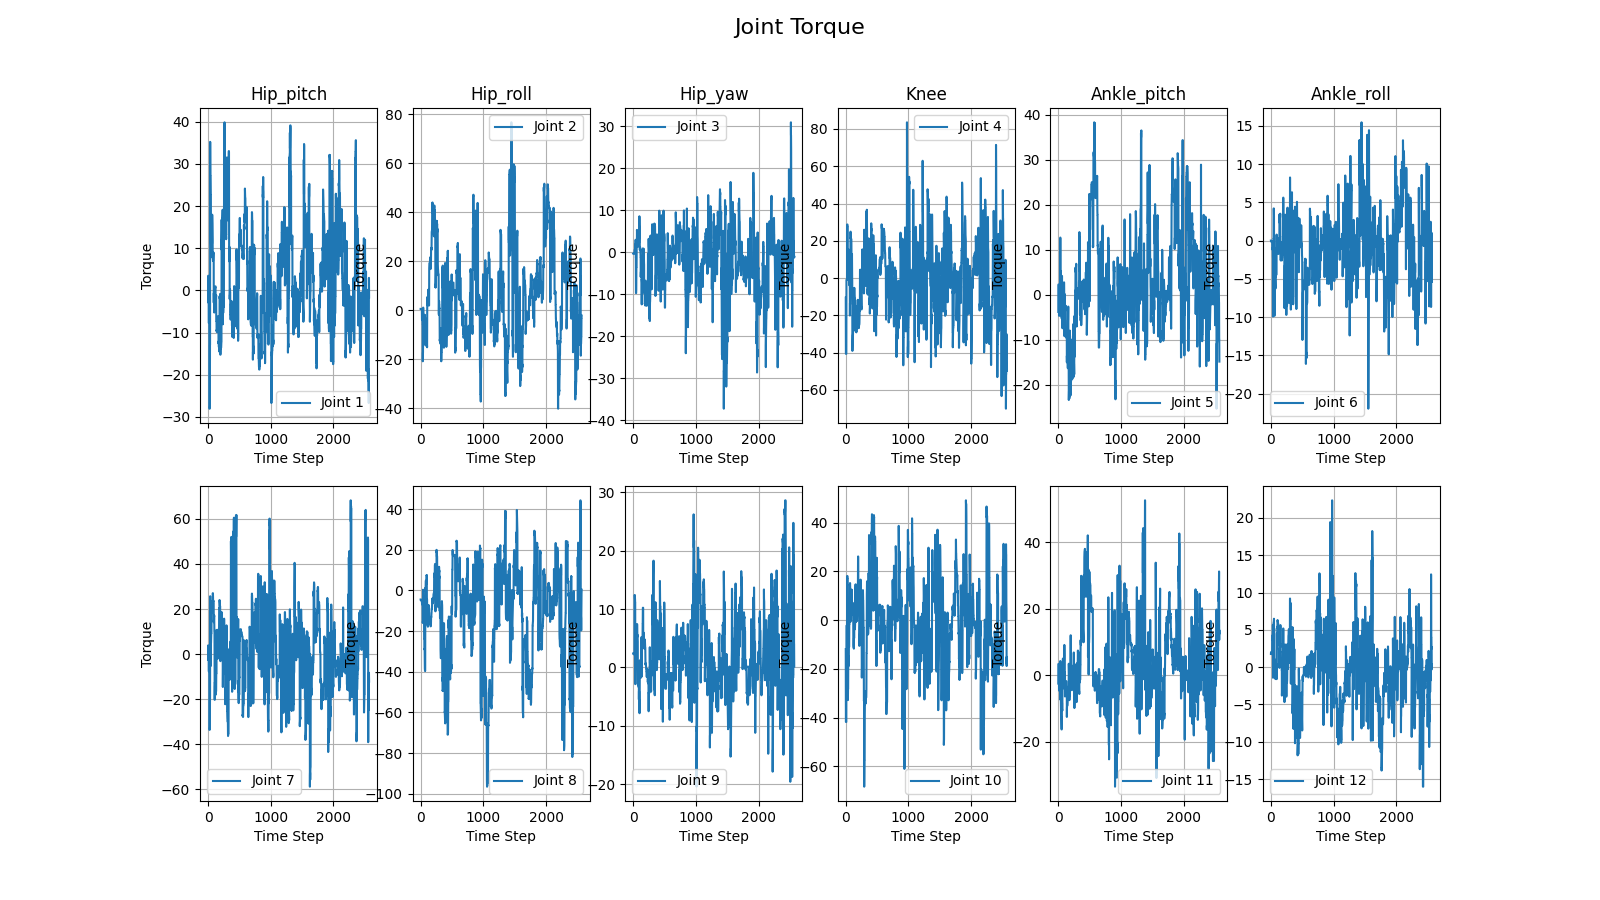 Joint Torque
Hip_pitch Hip_roll Hip_yaw Knee Ankle_pitch Ankle_roll
Torque
40
30
20
10
0
−10
−20
−30
Joint 1
0 1000 2000
Time Step
80
60
40
20
0
−20
−40
Joint 2
0 1000 2000
Time Step
Torque
30
20
10
0
−10
−20
−30
−40
Joint 3
0 1000 2000
Time Step
Torque
80
60
40
20
0
−20
−40
−60
Joint 4
0 1000 2000
Time Step
Torque
40
30
20
10
0
−10
−20
Joint 5
0 1000 2000
Time Step
Torque
15
10
5
0
−5
−10
−15
−20
Joint 6
0 1000 2000
Time Step
Torque
Torque
60
40
20
0
−20
−40
−60
Joint 7
0 1000 2000
Time Step
Torque
40
20
0
−20
−40
−60
−80
−100
Joint 8
0 1000 2000
Time Step
Torque
30
20
10
0
−10
−20
Joint 9
0 1000 2000
Time Step
Torque
40
20
0
−20
−40
−60
Joint 10
0 1000 2000
Time Step
Torque
40
20
0
−20
Joint 11
0 1000 2000
Time Step
Torque
20
15
10
5
0
−5
−10
−15
Joint 12
0 1000 2000
Time Step
Torque